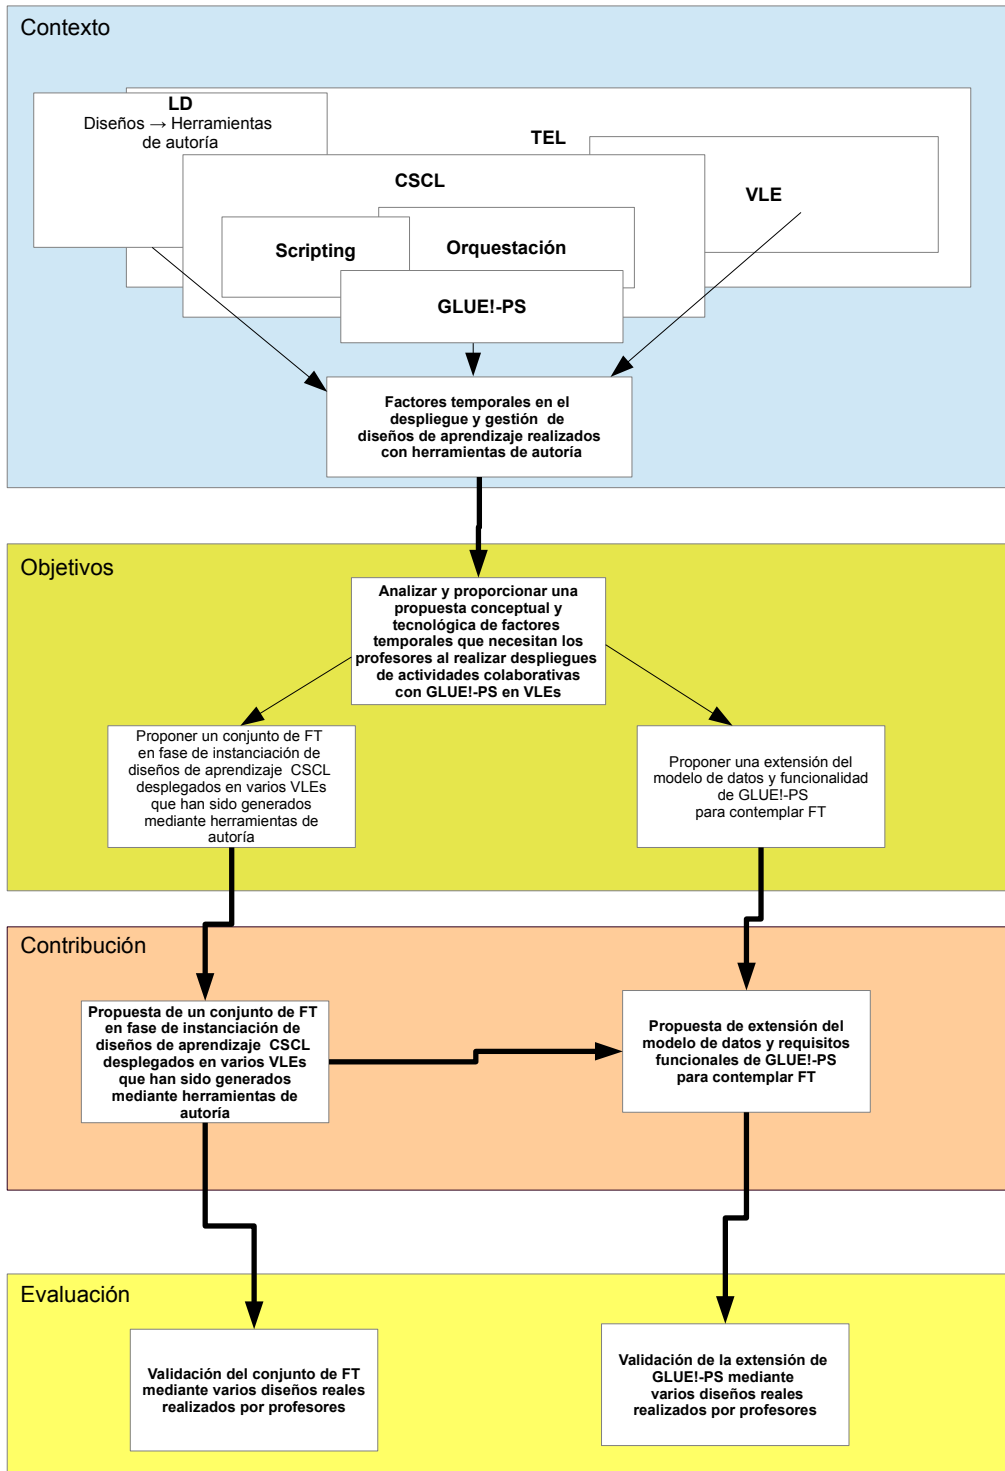 Contexto
LD
Diseños → Herramientas
de autoría
TEL
CSCL
VLE
Scripting
Orquestación
GLUE!-PS
Factores temporales en el
despliegue y gestión de
diseños de aprendizaje realizados
con herramientas de autoría
Objetivos
Analizar y proporcionar una
propuesta conceptual y
tecnológica de factores
temporales que necesitan los
profesores al realizar despliegues
de actividades colaborativas
con GLUE!-PS en VLEs
Proponer un conjunto de FT
en fase de instanciación de
diseños de aprendizaje CSCL
desplegados en varios VLEs
que han sido generados
mediante herramientas de
autoría
Proponer una extensión del
modelo de datos y funcionalidad
de GLUE!-PS
para contemplar FT
Contribución
Propuesta de un conjunto de FT
en fase de instanciación de
diseños de aprendizaje CSCL
desplegados en varios VLEs
que han sido generados
mediante herramientas de
autoría
Propuesta de extensión del
modelo de datos y requisitos
funcionales de GLUE!-PS
para contemplar FT
Evaluación
Validación del conjunto de FT
mediante varios diseños reales
realizados por profesores
Validación de la extensión de
GLUE!-PS mediante
varios diseños reales
realizados por profesores